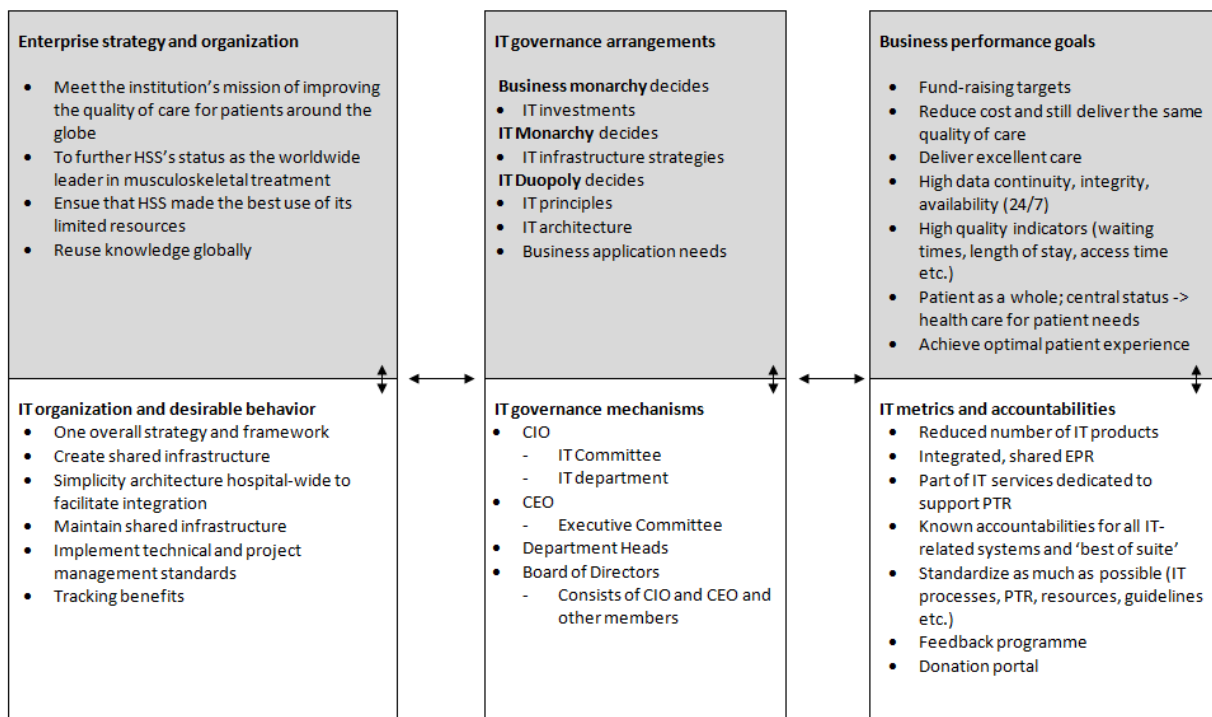 Enterprise strategy and organization
• Meet the institution's mission of improving
the quality of care for patients around the
globe
• To further HSS's status as the worldwide
leader in musculoskeletal treatment
• Ensue that HSS made the best use of its
limited resources
• Reuse knowledge globally
IT governance arrangements
Business monarchy decides
• IT investments
IT Monarchy decides
• IT infrastructure strategies
IT Duopoly decides
• IT principles
• IT architecture
• Business application needs
Business performance goals
• Fund-raising targets
• Reduce cost and still deliver the same
quality of care
• Deliver excellent care
• High data continuity, integrity,
availability (24/7)
• High quality indicators (waiting
times, length of stay, access time
etc.)
• Patient as a whole; central status ->
health care for patient needs
• Achieve optimal patient experience
IT organization and desirable behavior
• One overall strategy and framework
• Create shared infrastructure
• Simplicity architecture hospital-wide to
facilitate integration
• Maintain shared infrastructure
• Implement technical and project
management standards
• Tracking benefits
IT governance mechanisms
• CIO
- IT Committee
- IT department
• CEO
- Executive Committee
• Department Heads
• Board of Directors
- Consists of CIO and CEO and
other members
IT metrics and accountabilities
• Reduced number of IT products
• Integrated, shared EPR
• Part of IT services dedicated to
support PTR
• Known accountabilities for all IT-
related systems and 'best of suite'
• Standardize as much as possible (IT
processes, PTR, resources, guidelines
etc.)
• Feedback programme
• Donation portal